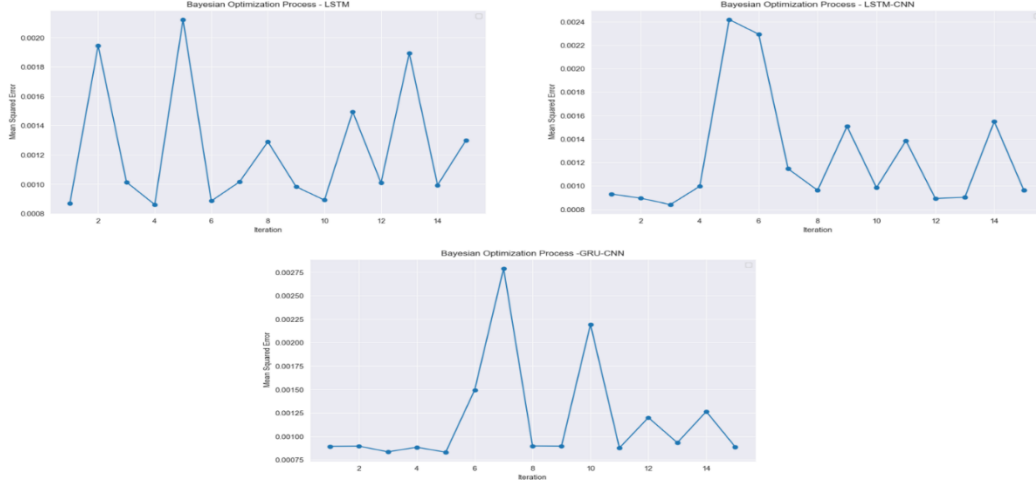 Bayesian Optimization Process - LSTM
Mean Squared Error
0.0020
0.0018
0.0016
0.0014
0.0012
0.0010
0.0008
2 4 6 8 10 12 14
Iteration
Bayesian Optimization Process - LSTM-CNN
Mean Squared Error
0.0024
0.0022
0.0020
0.0018
0.0016
0.0014
0.0012
0.0010
0.0008
2 4 6 8 10 12 14
Iteration
Bayesian Optimization Process -GRU-CNN
Mean Squared Error
0.00275
0.00250
0.00225
0.00200
0.00175
0.00150
0.00125
0.00100
0.00075
2 4 6 8 10 12 14
Iteration